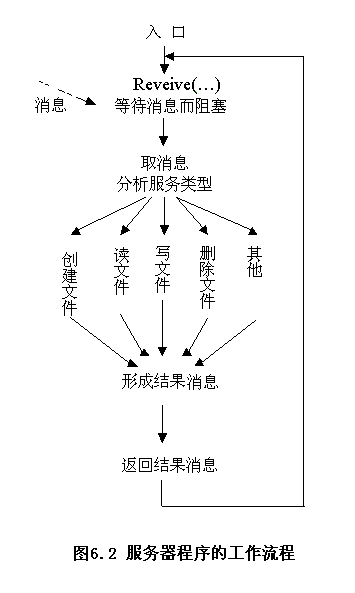 入 口
Reveive(…)
消息
等待消息而阻塞
取消息
分析服务类型
创建文件
读文件
写文件
删除文件
其他
形成结果消息
返回结果消息
图6.2 服务器程序的工作流程